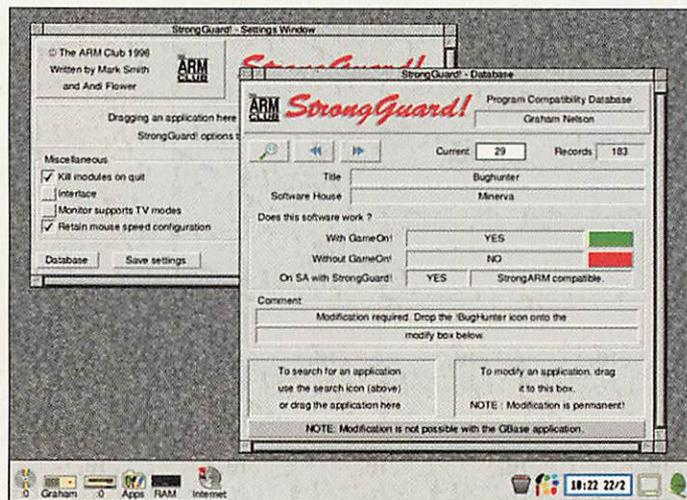 StrongGuard! - Settings Window
© The ARM Club 1996
Written by Mark Smith
and Andi Flower
THE
ARM
CLUB
Dragging an application here
StrongGuard! options t
Miscellaneous
Kill modules on quit
Interface
Monitor supports TV modes
Retain mouse speed configuration
Database
Save settings
StrongGuard! - Database
THE
ARM
CLUB
StrongGuard!
Program Compatibility Database
Graham Nelson
Current
29
Records
183
Title
Bughunter
Software House
Minerva
Does this software work ?
With GameOn!
YES
Without GameOn!
NO
On SA with StrongGuard!
YES
StrongARM compatible.
Comment
Modification required. Drop the !BugHunter icon onto the
modify box below.
To search for an application
use the search icon (above)
or drag the application here
To modify an application, drag
it to this box.
NOTE : Modification is permanent!
NOTE: Modification is not possible with the GBase application.
:0
Graham
:0
Apps
RAM
Internet
10:22 22/2